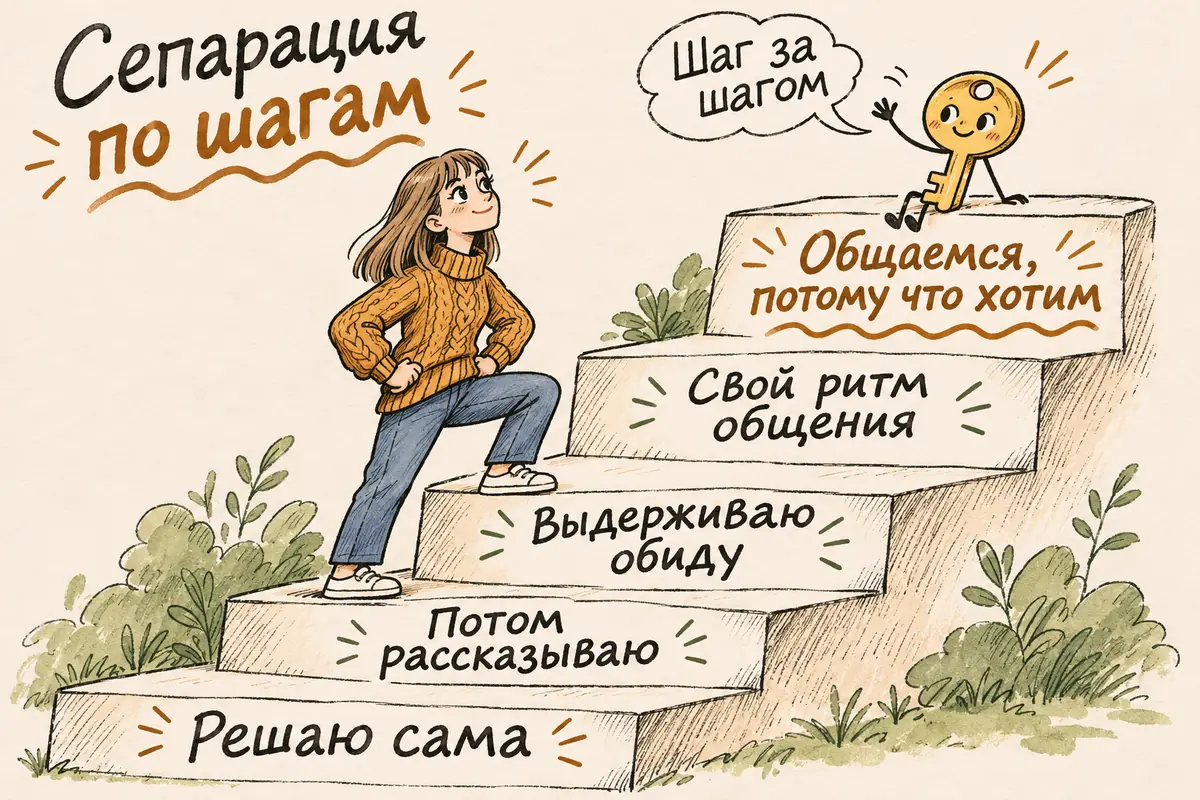 Сепарация
по шагам
Шаг за
шагом
Общаемся,
потому что хотим
Свой ритм
общения
Выдерживаю
обиду
Потом
рассказываю
Решаю сама